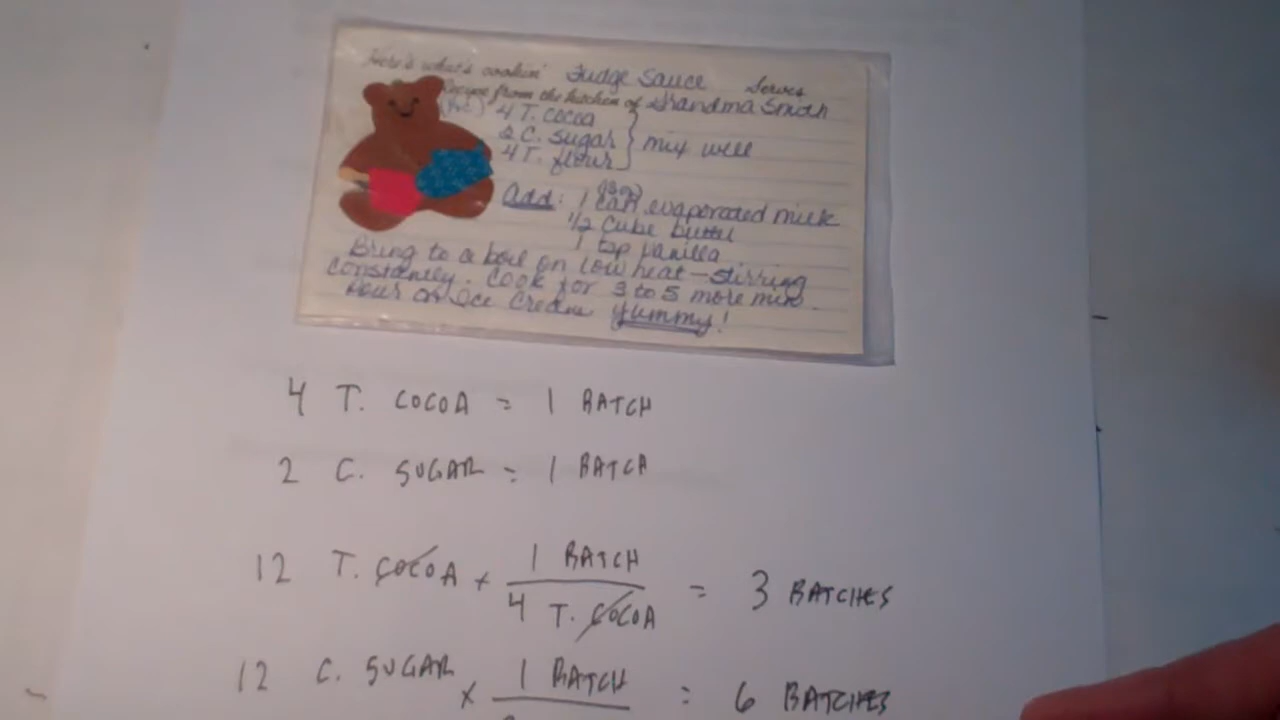 Here's what's cookin' Fudge Sauce Serves
Recipe from the kitchen of Grandma Smith
4 T. cocoa
2 C. sugar } mix well
4 T. flour
Add: 1 can evaporated milk
1/2 cube butter
1 tsp vanilla
Bring to a boil on low heat - stirring
constantly. Cook for 3 to 5 more min.
Pour on Ice Cream yummy!
4 T. COCOA = 1 BATCH
2 C. SUGAR = 1 BATCH
12 T. COCOA x 1 BATCH / 4 T. COCOA = 3 BATCHES
12 C. SUGAR x 1 BATCH = 6 BATCHES